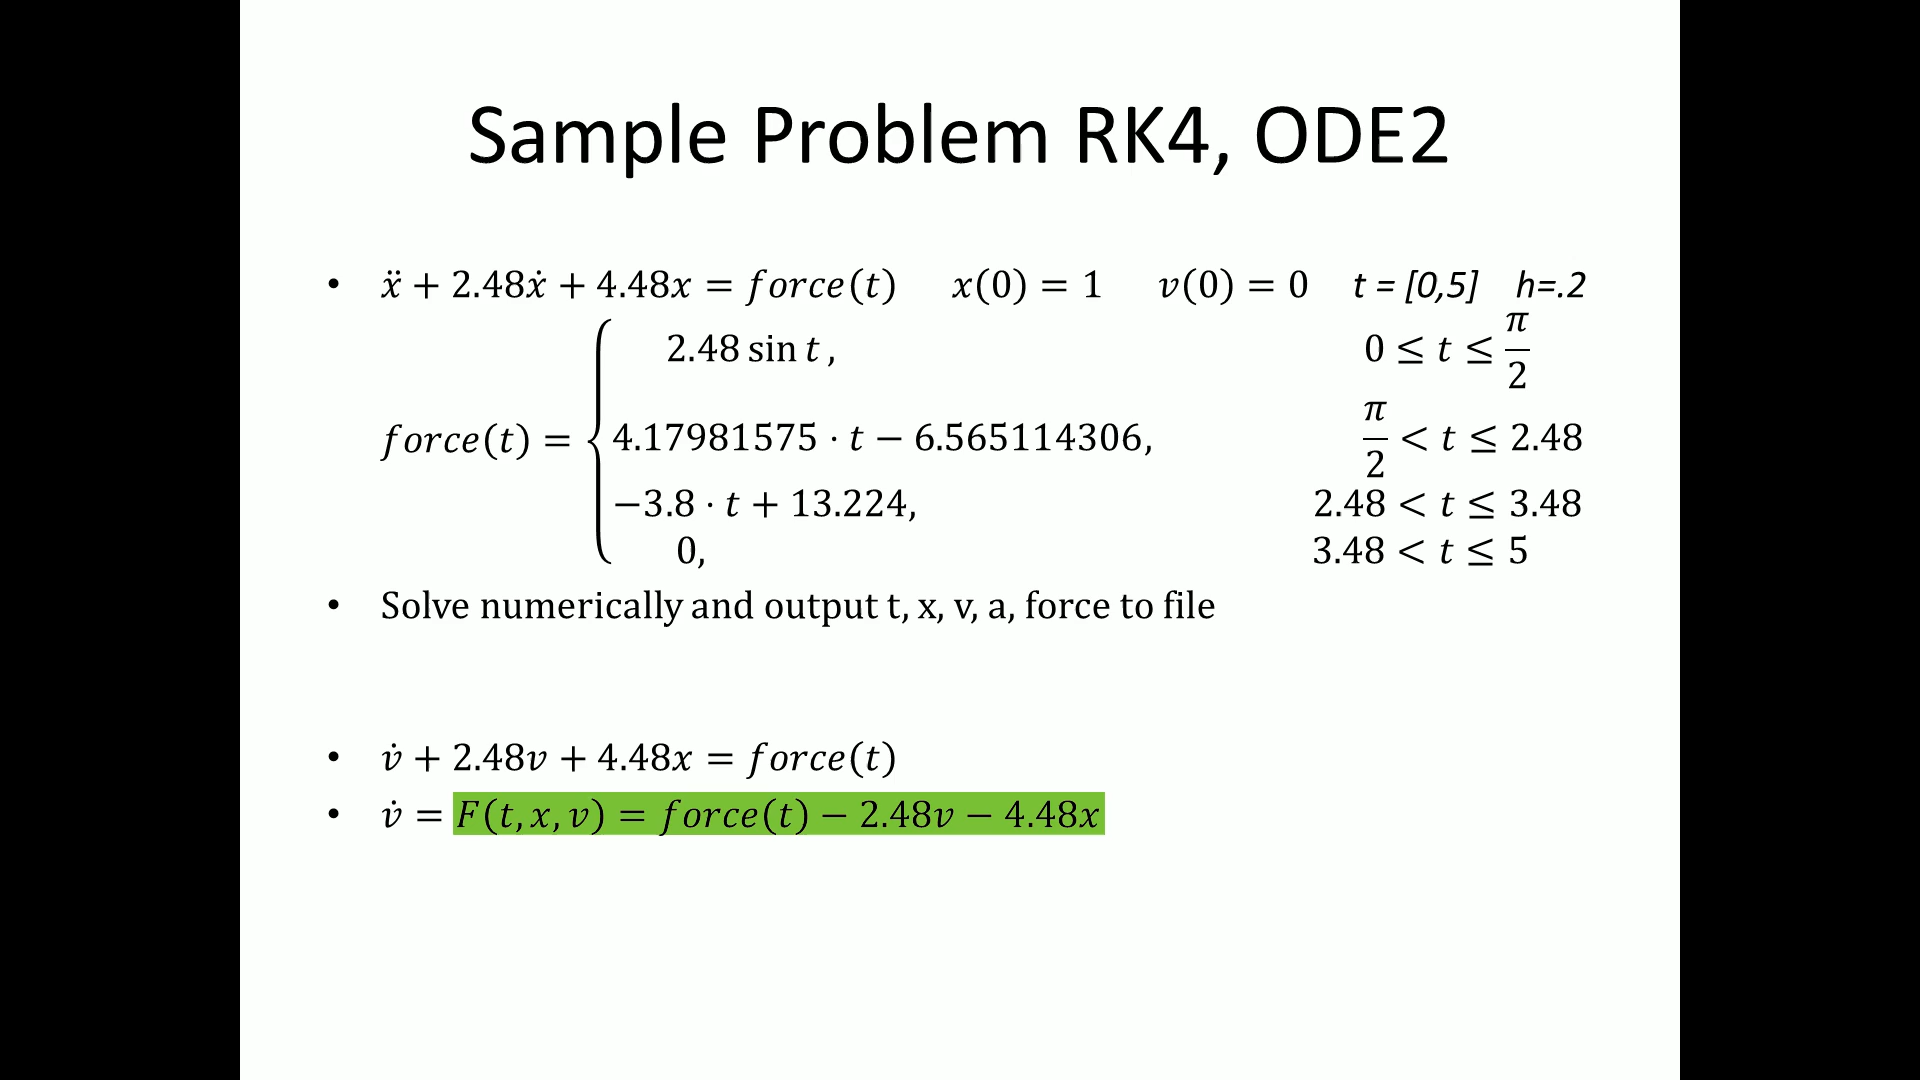 Sample Problem RK4, ODE2
• ẍ + 2.48ẋ + 4.48x = force(t) x(0) = 1 v(0) = 0 t = [0,5] h=.2
force(t) = { 2.48 sin t , 0 ≤ t ≤ π/2
4.17981575 · t − 6.565114306, π/2 < t ≤ 2.48
−3.8 · t + 13.224, 2.48 < t ≤ 3.48
0, 3.48 < t ≤ 5
• Solve numerically and output t, x, v, a, force to file
• v̇ + 2.48v + 4.48x = force(t)
• v̇ = F(t, x, v) = force(t) − 2.48v − 4.48x